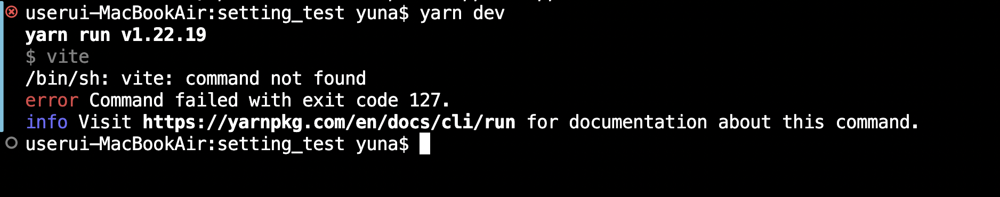 userui-MacBookAir:setting_test yuna$ yarn dev
yarn run v1.22.19
$ vite
/bin/sh: vite: command not found
error Command failed with exit code 127.
info Visit https://yarnpkg.com/en/docs/cli/run for documentation about this command.
userui-MacBookAir:setting_test yuna$